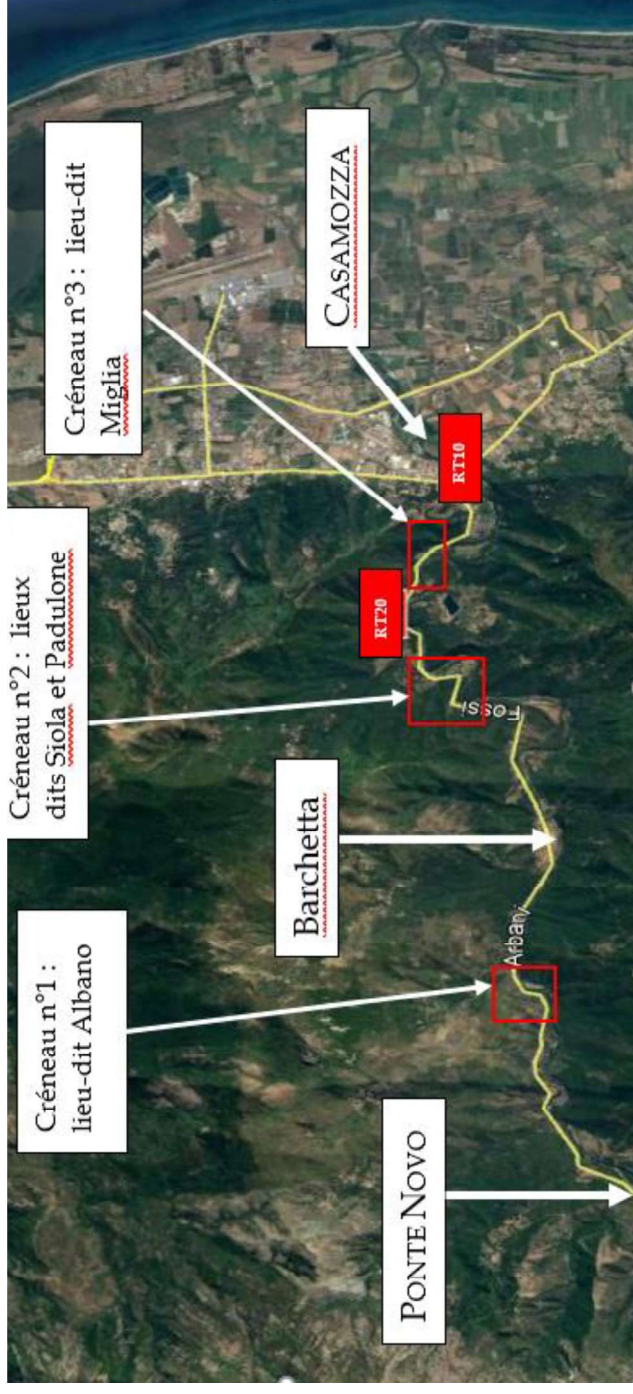 Créneau n°1 :
lieu-dit Albano
Créneau n°2 : lieux
dits Siola et Padulone
Créneau n°3 : lieu-dit
Miglia
Barchetta
PONTE NOVO
CASAMOZZA
RT20
RT10
Arbani
Fossi